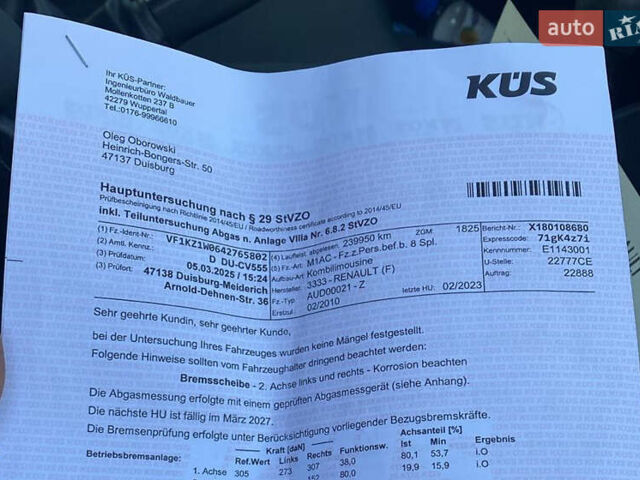 auto RIA
KÜS
Ihr KÜS-Partner:
Ingenieurbüro Waldbauer
Mollenkotten 237 B
42279 Wuppertal
Tel.:0176-99966610
Oleg Oborowski
Heinrich-Bongers-Str. 50
47137 Duisburg
Hauptuntersuchung nach § 29 StVZO
Prüfbescheinigung nach Richtlinie 2014/45/EU / Roadworthiness certificate according to 2014/45/EU
inkl. Teiluntersuchung Abgas n. Anlage VIIIa Nr. 6.8.2 StVZO
(1) Fz.-Ident-Nr.: VF1KZ1W0642765802
(2) Amtl. Kennz. D DU-CV555
(3) Prüfdatum: 05.03.2025 / 15:24
(3) Prüfort: 47138 Duisburg-Meiderich
Arnold-Dehnen-Str. 36
(4) Laufleist. abgelesen. 239950 km ZGM 1825
(5) Fz.-Art: M1AC - Fz.z.Pers.bef.b. 8 Spl.
Aufbau-Art Kombilimousine
Hersteller 3333 - RENAULT (F)
Fz.-Typ AUD00021 - Z
Erstzul: 02/2010 letzte HU: 02/2023
Bericht-Nr.: X180108680
Expresscode: 71gK4z71
Kennnummer: E1143001
U-Stelle: 22777CE
Auftrag: 22888
Sehr geehrte Kundin, sehr geehrter Kunde,
bei der Untersuchung Ihres Fahrzeuges wurden keine Mängel festgestellt.
Folgende Hinweise sollten vom Fahrzeughalter dringend beachtet werden:
Bremsscheibe - 2. Achse links und rechts - Korrosion beachten
Die Abgasmessung erfolgte mit einem geprüften Abgasmessgerät (siehe Anhang).
Die nächste HU ist fällig im März 2027.
Die Bremsenprüfung erfolgte unter Berücksichtigung vorliegender Bezugsbremskräfte.
Kraft [daN] Achsanteil [%]
Betriebsbremsanlage: Ref.Wert Links Rechts Funktionsw. Ist Min Ergebnis
1. Achse 305 273 307 38,0 80,1 53,7 i.O
152 80,0 19,9 15,9 i.O